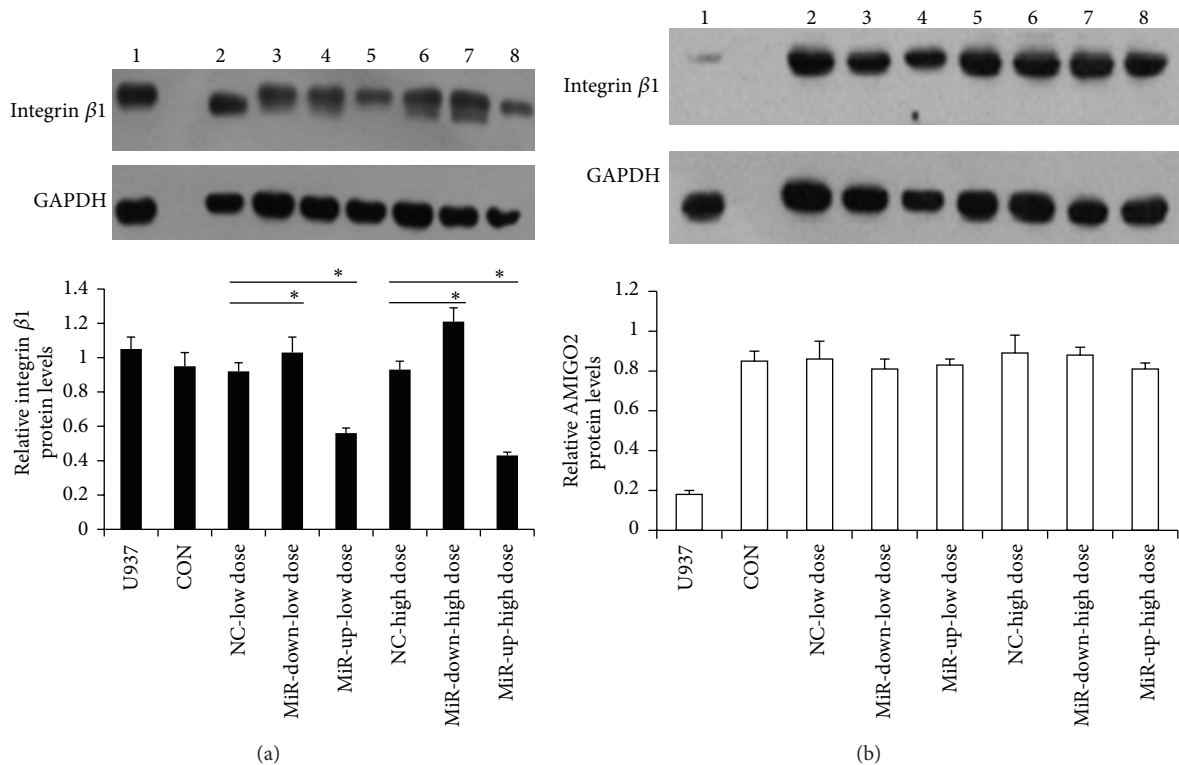 1 2 3 4 5 6 7 8
Integrin β1
GAPDH
* *
* *
Relative integrin β1
protein levels
1.4
1.2
1
0.8
0.6
0.4
0.2
0
U937
CON
NC-low dose
MiR-down-low dose
MiR-up-low dose
NC-high dose
MiR-down-high dose
MiR-up-high dose
(a)
1 2 3 4 5 6 7 8
Integrin β1
GAPDH
Relative AMIGO2
protein levels
1.2
1
0.8
0.6
0.4
0.2
0
U937
CON
NC-low dose
MiR-down-low dose
MiR-up-low dose
NC-high dose
MiR-down-high dose
MiR-up-high dose
(b)